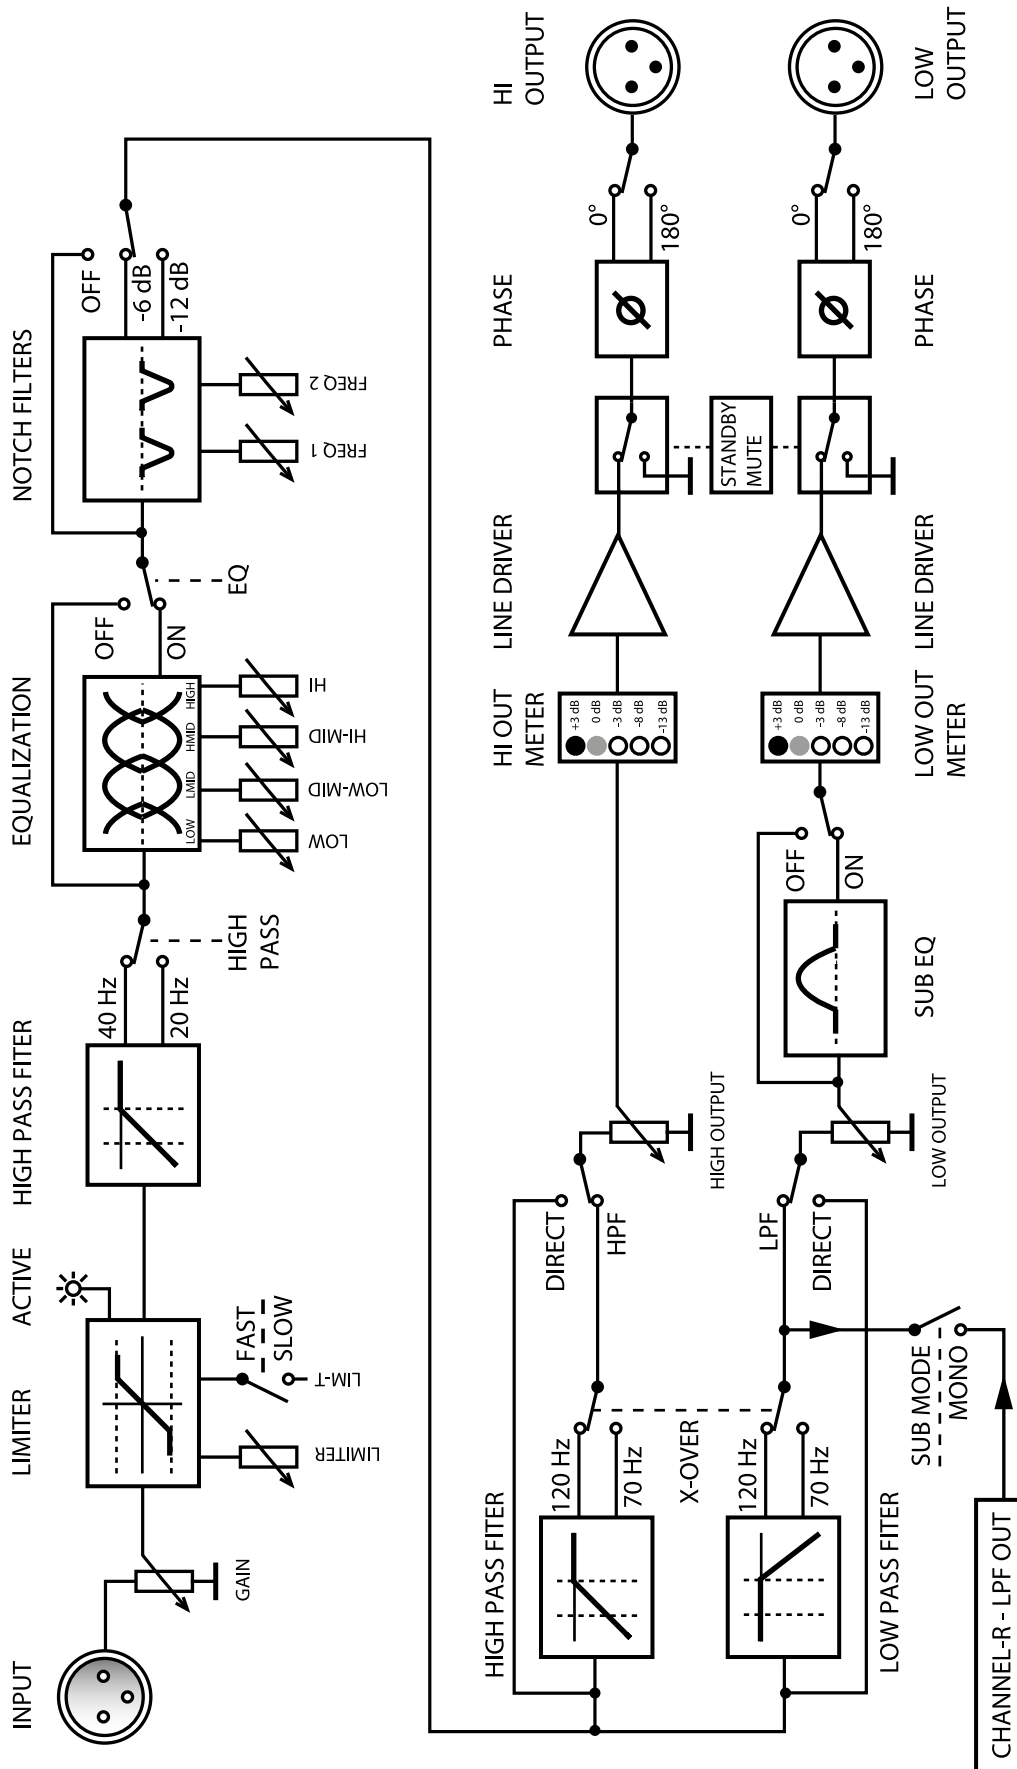 INPUT
GAIN
LIMITER
ACTIVE
LIMITER
FAST
SLOW
LIM-T
HIGH PASS FITER
40 Hz
20 Hz
HIGH
PASS
EQUALIZATION
LOW
LMID
HMID
HIGH
LOW
LOW-MID
HI-MID
HI
OFF
ON
EQ
NOTCH FILTERS
FREQ 1
FREQ 2
OFF
-6 dB
-12 dB
HIGH PASS FITER
120 Hz
70 Hz
X-OVER
DIRECT
HPF
HIGH OUTPUT
HI OUT
METER
+3 dB
0 dB
-3 dB
-8 dB
-13 dB
LINE DRIVER
STANDBY
MUTE
PHASE
0°
180°
HI
OUTPUT
LOW PASS FITER
120 Hz
70 Hz
LPF
DIRECT
SUB MODE
MONO
CHANNEL-R - LPF OUT
LOW OUTPUT
SUB EQ
OFF
ON
LOW OUT
METER
+3 dB
0 dB
-3 dB
-8 dB
-13 dB
LINE DRIVER
PHASE
0°
180°
LOW
OUTPUT